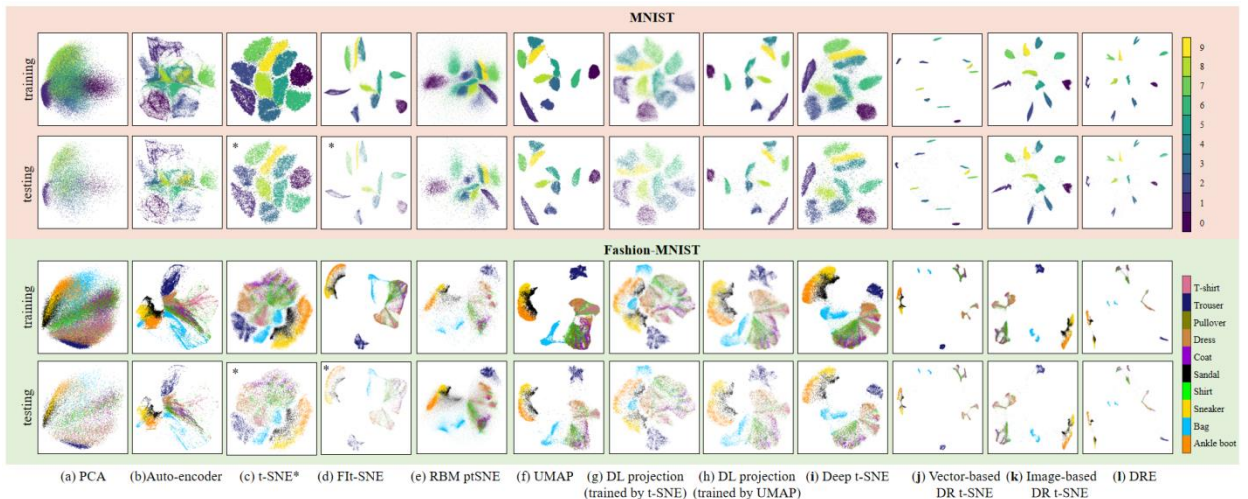 MNIST
training
9
8
7
6
5
4
3
2
1
0
testing
*
*
Fashion-MNIST
training
T-shirt
Trouser
Pullover
Dress
Coat
Sandal
Shirt
Sneaker
Bag
Ankle boot
testing
*
*
(a) PCA
(b)Auto-encoder
(c) t-SNE*
(d) FIt-SNE
(e) RBM ptSNE
(f) UMAP
(g) DL projection
(trained by t-SNE)
(h) DL projection
(trained by UMAP)
(i) Deep t-SNE
(j) Vector-based
DR t-SNE
(k) Image-based
DR t-SNE
(l) DRE